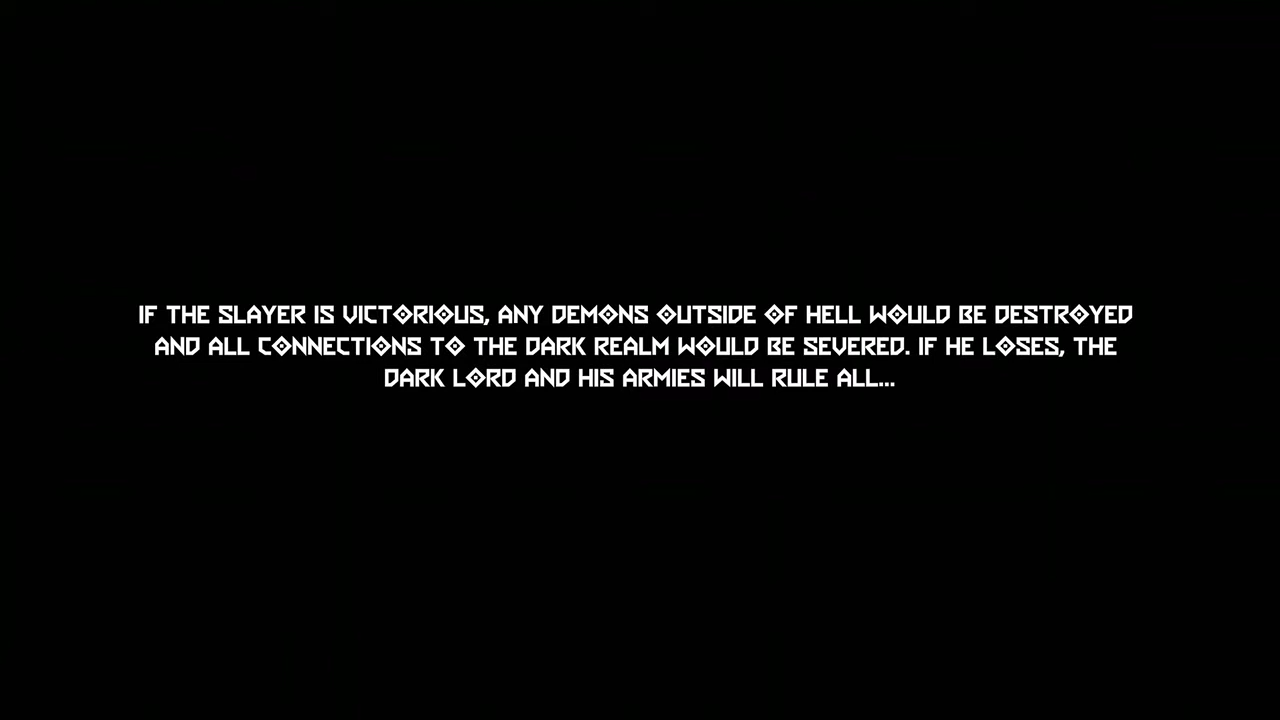 IF THE SLAYER IS VICTORIOUS, ANY DEMONS OUTSIDE OF HELL WOULD BE DESTROYED
AND ALL CONNECTIONS TO THE DARK REALM WOULD BE SEVERED. IF HE LOSES, THE
DARK LORD AND HIS ARMIES WILL RULE ALL...